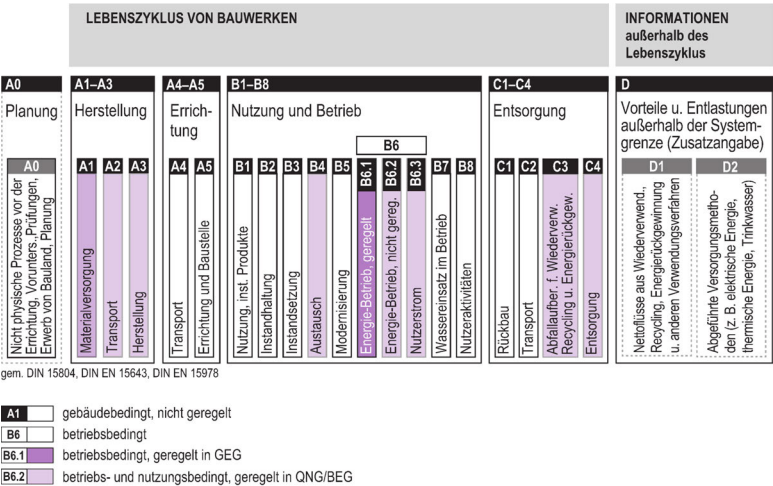 LEBENSZYKLUS VON BAUWERKEN
INFORMATIONEN
außerhalb des
Lebenszyklus
A0
Planung
A1–A3
Herstellung
A4–A5
Errich-
tung
B1–B8
Nutzung und Betrieb
C1–C4
Entsorgung
D
Vorteile u. Entlastungen
außerhalb der System-
grenze (Zusatzangabe)
A0
Nicht physische Prozesse vor der
Errichtung, Vorunters., Prüfungen,
Erwerb von Bauland, Planung
A1
Materialversorgung
A2
Transport
A3
Herstellung
A4
Transport
A5
Errichtung und Baustelle
B1
Nutzung, inst. Produkte
B2
Instandhaltung
B3
Instandsetzung
B4
Austausch
B5
Modernisierung
B6
B6.1
Energie-Betrieb, geregelt
B6.2
Energie-Betrieb, nicht gereg.
B6.3
Nutzerstrom
B7
Wassereinsatz im Betrieb
B8
Nutzeraktivitäten
C1
Rückbau
C2
Transport
C3
Abfallaufber. f. Wiederverw.
Recycling u. Energierückgew.
C4
Entsorgung
D1
Nettoflüsse aus Wiederverwend.,
Recycling, Energierückgewinnung
u. anderen Verwendungsverfahren
D2
Abgeführte Versorgungsmetho-
den (z. B. elektrische Energie,
thermische Energie, Trinkwasser)
gem. DIN 15804, DIN EN 15643, DIN EN 15978
A1 gebäudebedingt, nicht geregelt
B6 betriebsbedingt
B6.1 betriebsbedingt, geregelt in GEG
B6.2 betriebs- und nutzungsbedingt, geregelt in QNG/BEG